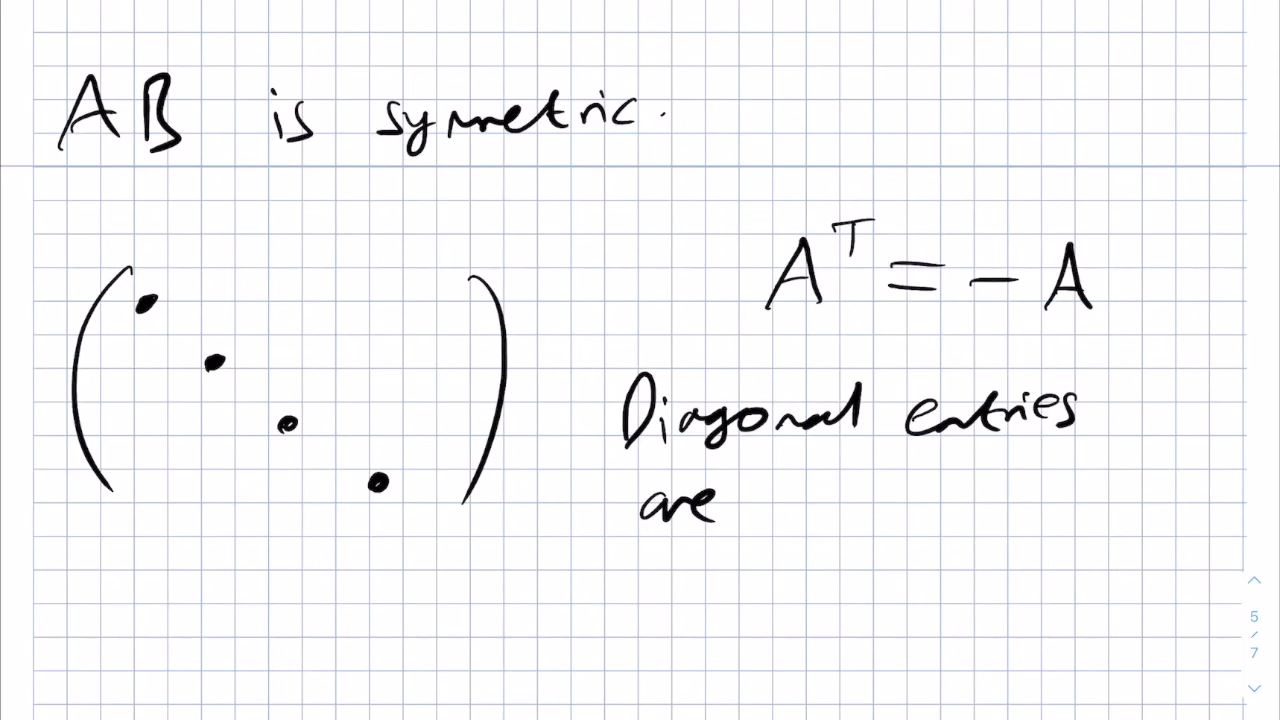 AB is symmetric.
A^T = - A
Diagonal entries
are
5
/
7